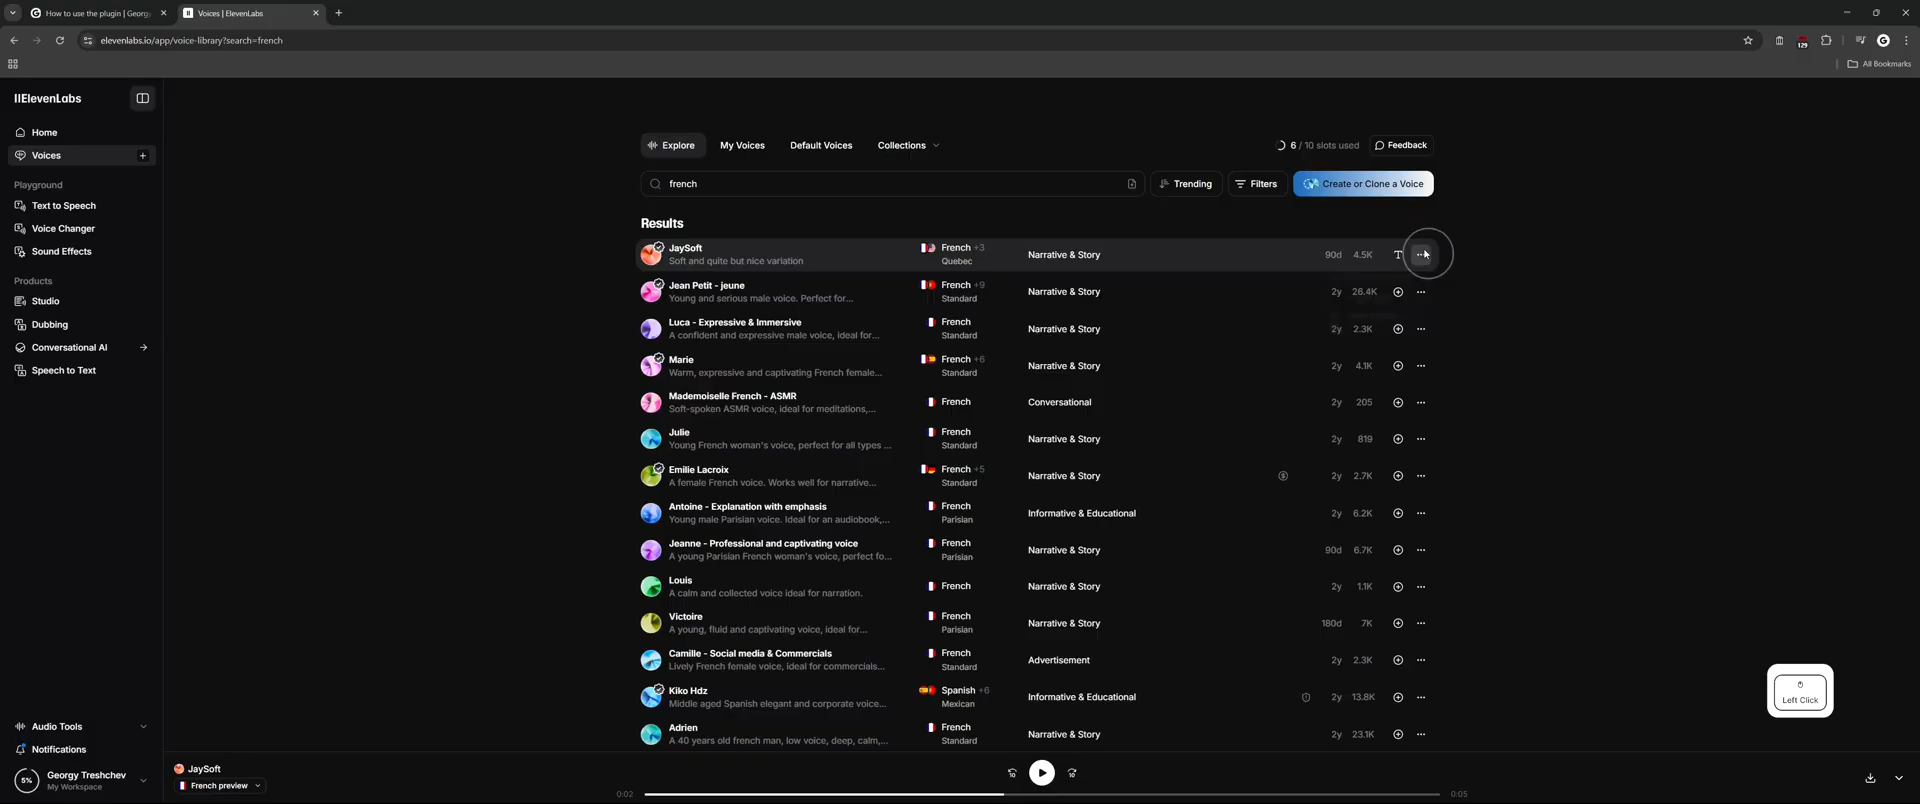 How to use the plugin | Georgy
Voices | ElevenLabs
elevenlabs.io/app/voice-library?search=french
129
All Bookmarks
IIElevenLabs
Home
Voices
Playground
Text to Speech
Voice Changer
Sound Effects
Products
Studio
Dubbing
Conversational AI
Speech to Text
Audio Tools
Notifications
5%
Georgy Treshchev
My Workspace
Explore
My Voices
Default Voices
Collections
6 / 10 slots used
Feedback
french
Trending
Filters
Create or Clone a Voice
Results
JaySoft
Soft and quite but nice variation
French +3
Quebec
Narrative & Story
90d 4.5K
Jean Petit - jeune
Young and serious male voice. Perfect for...
French +9
Standard
Narrative & Story
2y 26.4K
Luca - Expressive & Immersive
A confident and expressive male voice, ideal for...
French
Standard
Narrative & Story
2y 2.3K
Marie
Warm, expressive and captivating French female...
French +6
Standard
Narrative & Story
2y 4.1K
Mademoiselle French - ASMR
Soft-spoken ASMR voice, ideal for meditations,...
French
Conversational
2y 205
Julie
Young French woman's voice, perfect for all types ...
French
Standard
Narrative & Story
2y 819
Emilie Lacroix
A female French voice. Works well for narrative...
French +5
Standard
Narrative & Story
2y 2.7K
Antoine - Explanation with emphasis
Young male Parisian voice. Ideal for an audiobook,...
French
Parisian
Informative & Educational
2y 6.2K
Jeanne - Professional and captivating voice
A young Parisian French woman's voice, perfect fo...
French
Parisian
Narrative & Story
90d 6.7K
Louis
A calm and collected voice ideal for narration.
French
Narrative & Story
2y 1.1K
Victoire
A young, fluid and captivating voice, ideal for...
French
Parisian
Narrative & Story
180d 7K
Camille - Social media & Commercials
Lively French female voice, ideal for commercials...
French
Standard
Advertisement
2y 2.3K
Kiko Hdz
Middle aged Spanish elegant and corporate voice...
Spanish +6
Mexican
Informative & Educational
2y 13.8K
Adrien
A 40 years old french man, low voice, deep, calm,...
French
Standard
Narrative & Story
2y 23.1K
Left Click
JaySoft
French preview
10
10
0:02
0:05